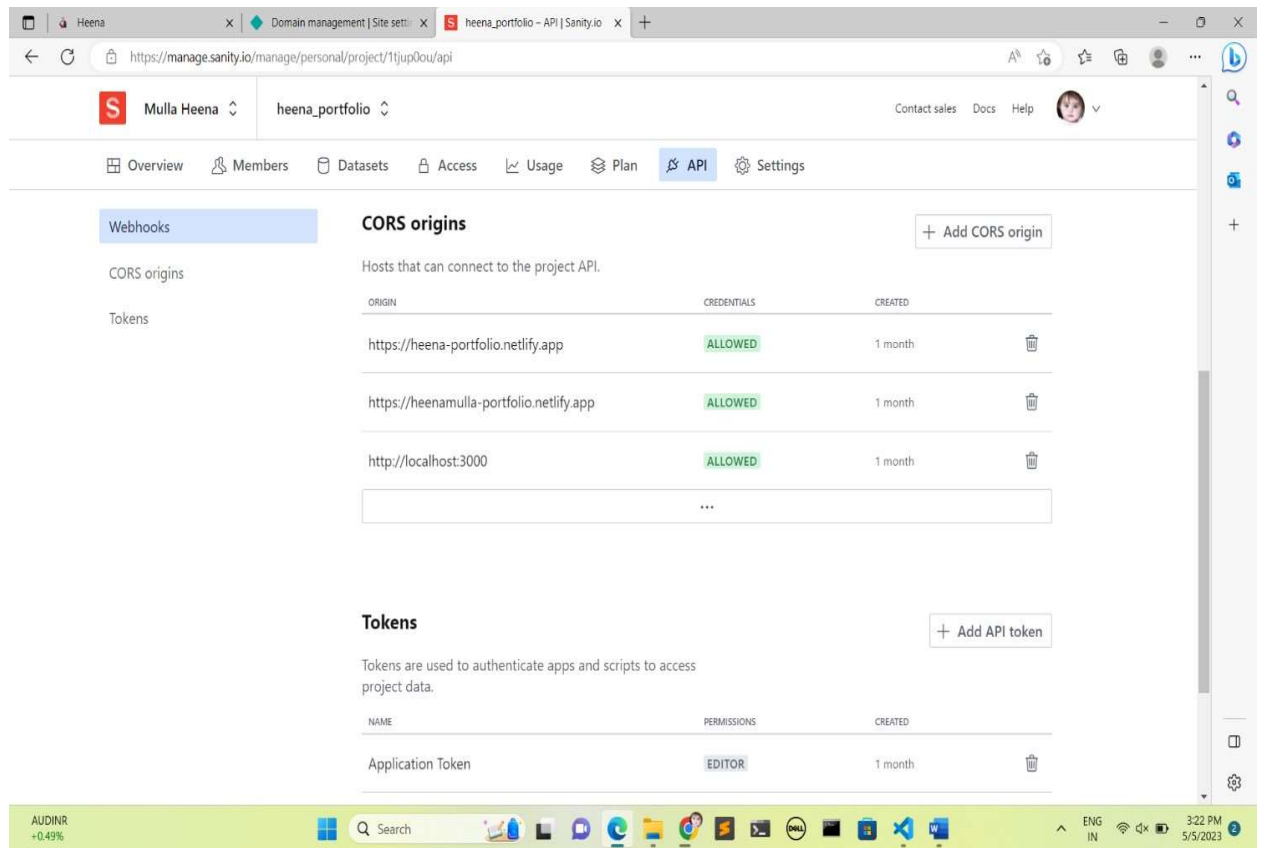 Heena
Domain management | Site settin
heena_portfolio – API | Sanity.io
https://manage.sanity.io/manage/personal/project/1tjup0ou/api
S Mulla Heena heena_portfolio Contact sales Docs Help
Overview Members Datasets Access Usage Plan API Settings
Webhooks
CORS origins
Tokens
CORS origins
+ Add CORS origin
Hosts that can connect to the project API.
ORIGIN CREDENTIALS CREATED
https://heena-portfolio.netlify.app ALLOWED 1 month
https://heenamulla-portfolio.netlify.app ALLOWED 1 month
http://localhost:3000 ALLOWED 1 month
...
Tokens
+ Add API token
Tokens are used to authenticate apps and scripts to access
project data.
NAME PERMISSIONS CREATED
Application Token EDITOR 1 month
AUDINR
+0.49%
Search
DELL
ENG
IN
3:22 PM
5/5/2023
2